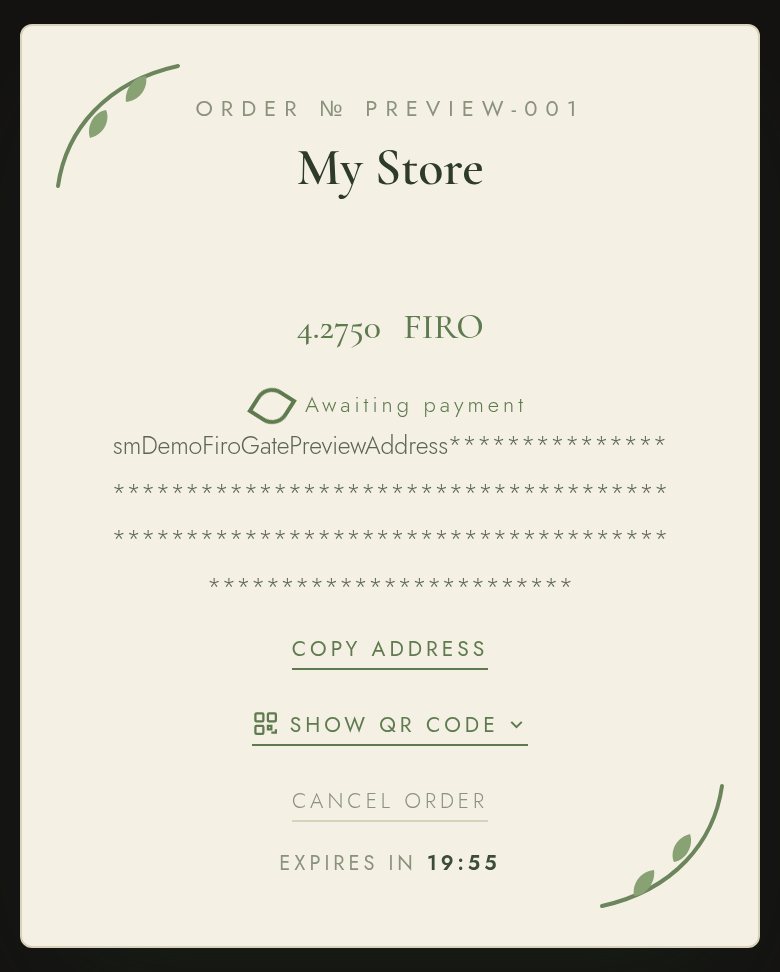 ORDER № PREVIEW-001
My Store
4.2750 FIRO
Awaiting payment
smDemoFiroGatePreviewAddress***************
**************************************
**************************************
*************************
COPY ADDRESS
SHOW QR CODE
CANCEL ORDER
EXPIRES IN 19:55